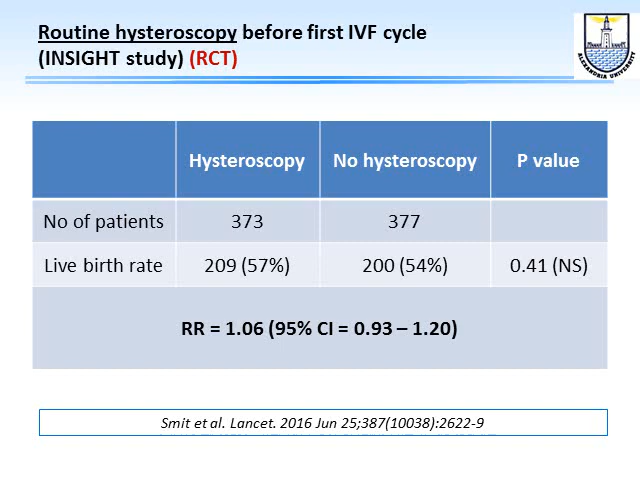 Routine hysteroscopy before first IVF cycle
(INSIGHT study) (RCT)
ALEXANDRIA UNIVERSITY
Hysteroscopy No hysteroscopy P value
No of patients 373 377
Live birth rate 209 (57%) 200 (54%) 0.41 (NS)
RR = 1.06 (95% CI = 0.93 – 1.20)
Smit et al. Lancet. 2016 Jun 25;387(10038):2622-9